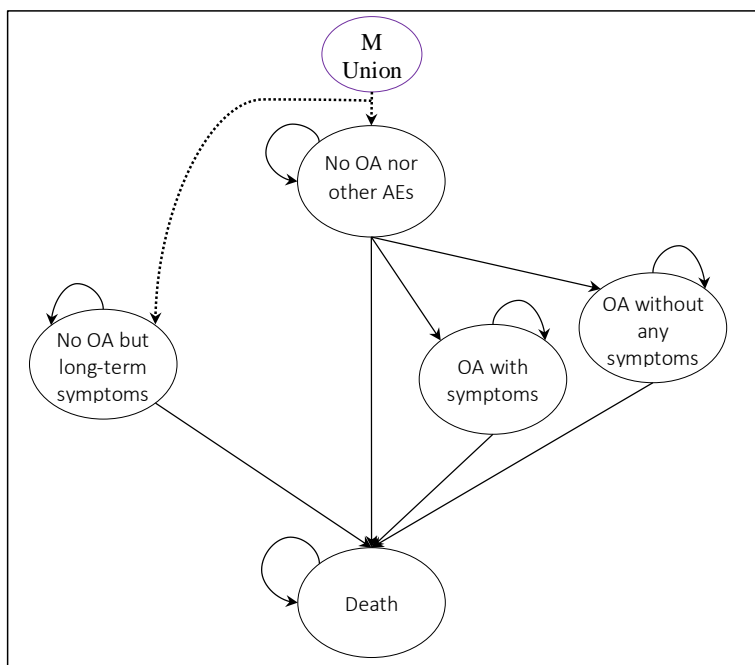 M
Union
No OA nor
other AEs
No OA but
long-term
symptoms
OA with
symptoms
OA without
any
symptoms
Death